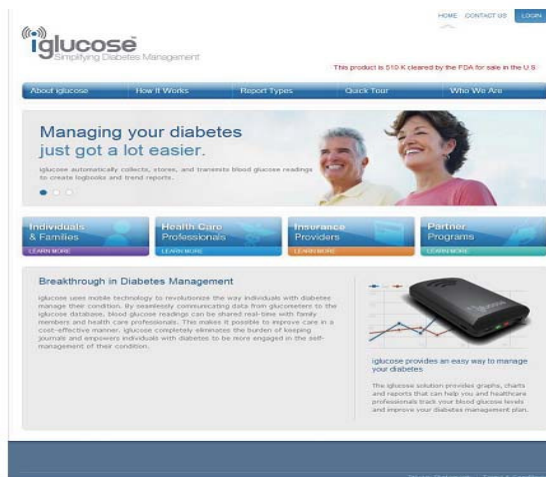 HOME CONTACT US LOGIN
iglucose
Simplifying Diabetes Management
This product is 510 K cleared by the FDA for sale in the U.S
About iglucose How It Works Report Types Quick Tour Who We Are
Managing your diabetes
just got a lot easier.
iglucose automatically collects, stores, and transmits blood glucose readings
to create logbooks and trend reports.
Individuals
& Families
LEARN MORE
Health Care
Professionals
LEARN MORE
Insurance
Providers
LEARN MORE
Partner
Programs
LEARN MORE
Breakthrough in Diabetes Management
iglucose uses mobile technology to revolutionize the way individuals with diabetes
manage their condition. By seamlessly communicating data from glucometers to the
iglucose database, blood glucose readings can be shared real-time with family
members and health care professionals. This makes it possible to improve care in a
cost-effective manner. iglucose completely eliminates the burden of keeping
journals and empowers individuals with diabetes to be more engaged in the self-
management of their condition.
iglucose
iglucose provides an easy way to manage
your diabetes
The iglucose solution provides graphs, charts
and reports that can help you and healthcare
professionals track your blood glucose levels
and improve your diabetes management plan.